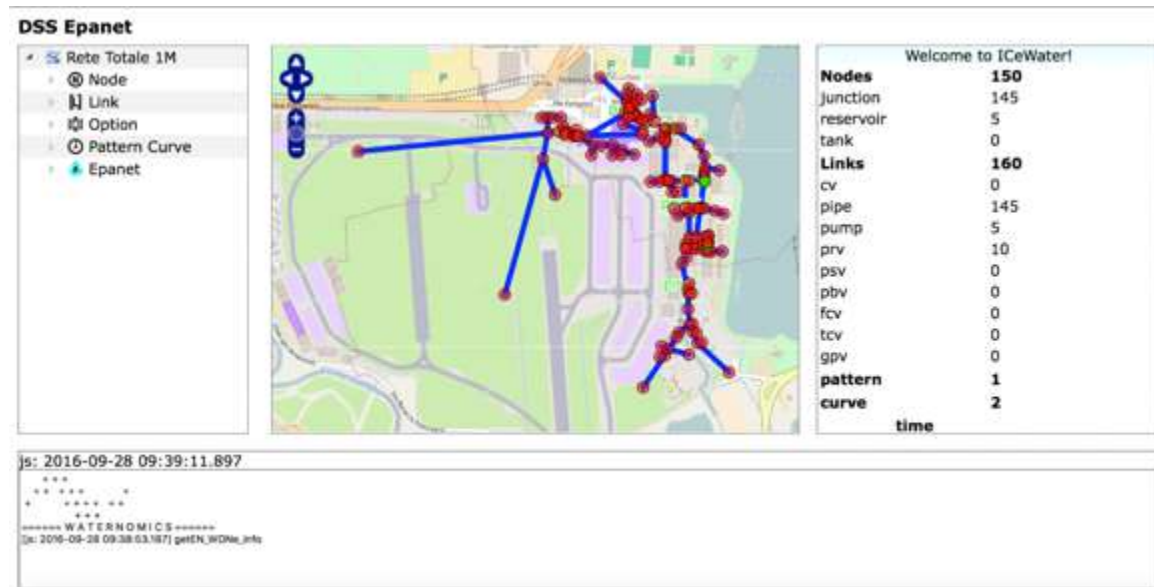 DSS Epanet
Rete Totale 1M
Node
Link
Option
Pattern Curve
Epanet
P
P
Welcome to ICeWater!
Nodes 150
junction 145
reservoir 5
tank 0
Links 160
cv 0
pipe 145
pump 5
prv 10
psv 0
pbv 0
fcv 0
tcv 0
gpv 0
pattern 1
curve 2
time
js: 2016-09-28 09:39:11.897
+ + +
+ + + + + +
+ + + + + + +
+ + +
====== W A T E R N O M I C S ======
[js: 2016-09-28 09:38:53.187] getEN_WDNe_info